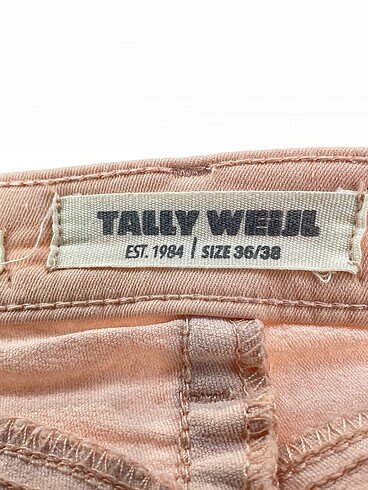 TALLY WEIJL
EST. 1984 | SIZE 36/38